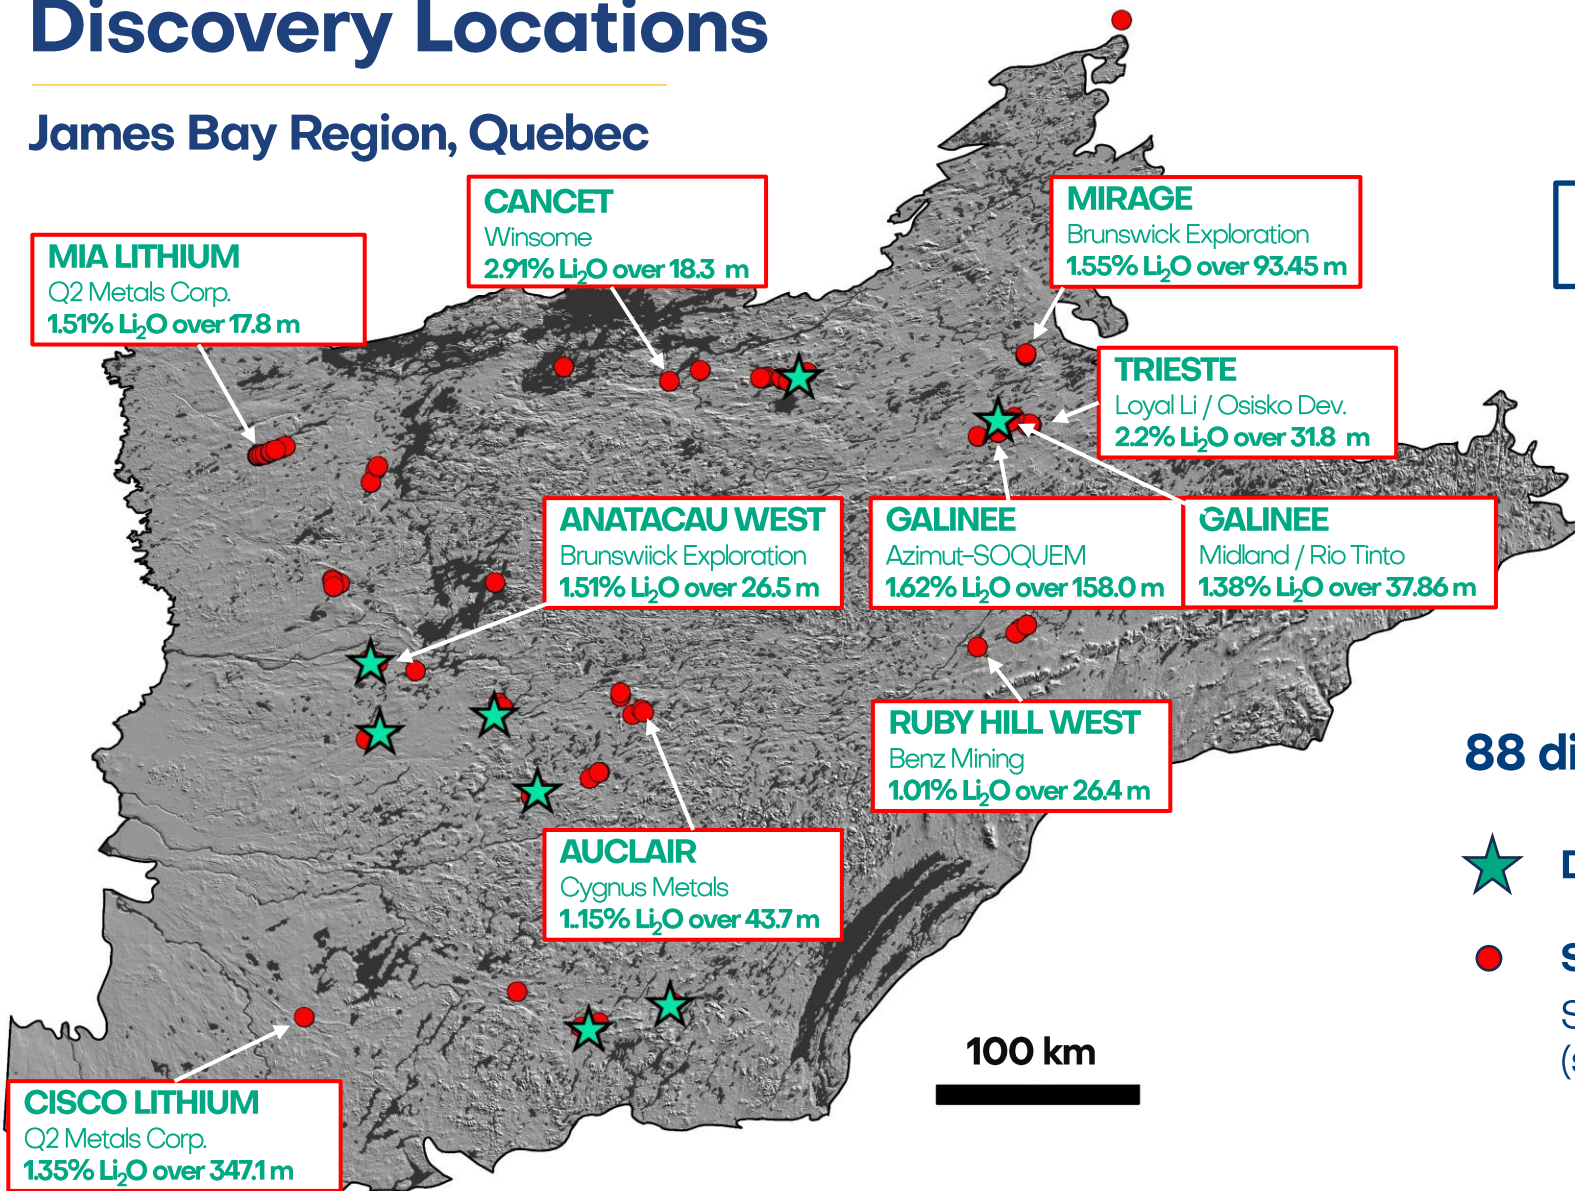 Discovery Locations
James Bay Region, Quebec
CANCET
Winsome
2.91% Li₂O over 18.3 m
MIRAGE
Brunswick Exploration
1.55% Li₂O over 93.45 m
MIA LITHIUM
Q2 Metals Corp.
1.51% Li₂O over 17.8 m
TRIESTE
Loyal Li / Osisko Dev.
2.2% Li₂O over 31.8 m
ANATACAU WEST
Brunswiick Exploration
1.51% Li₂O over 26.5 m
GALINEE
Azimut-SOQUEM
1.62% Li₂O over 158.0 m
GALINEE
Midland / Rio Tinto
1.38% Li₂O over 37.86 m
RUBY HILL WEST
Benz Mining
1.01% Li₂O over 26.4 m
88 di
AUCLAIR
Cygnus Metals
1..15% Li₂O over 43.7 m
D
S
S
(s
100 km
CISCO LITHIUM
Q2 Metals Corp.
1.35% Li₂O over 347.1 m